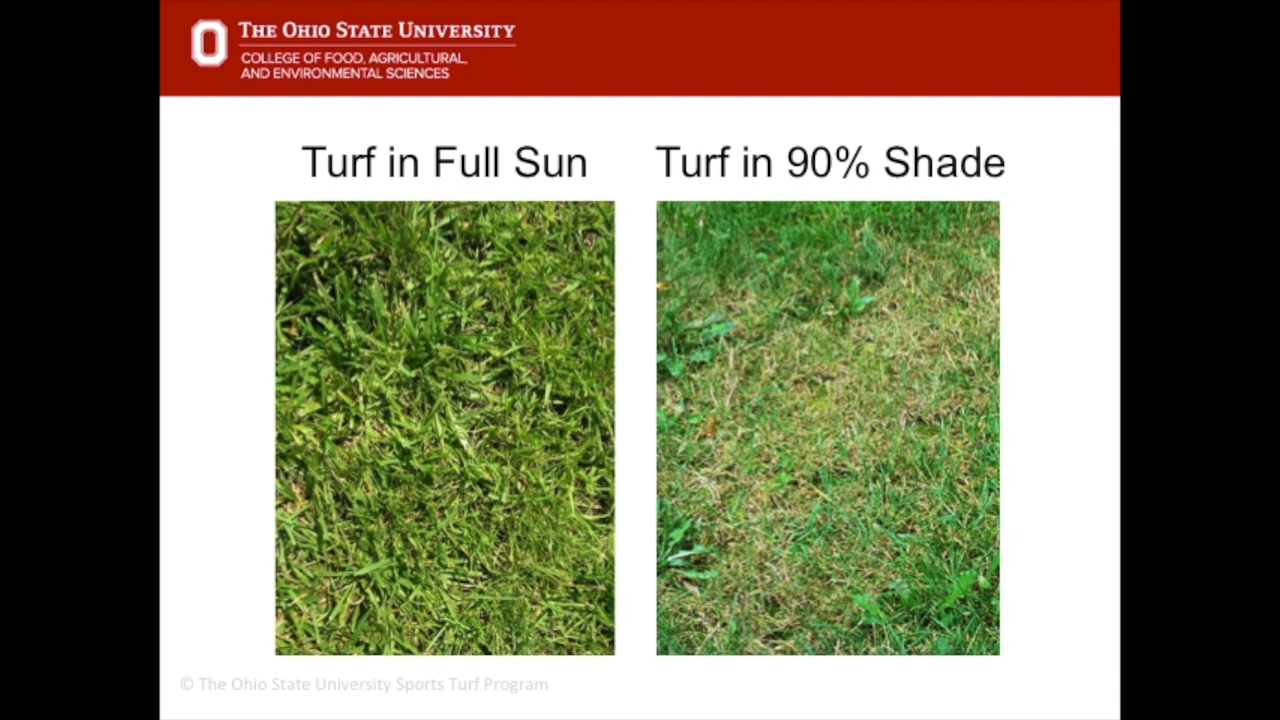 THE OHIO STATE UNIVERSITY
COLLEGE OF FOOD, AGRICULTURAL,
AND ENVIRONMENTAL SCIENCES
Turf in Full Sun
Turf in 90% Shade
© The Ohio State University Sports Turf Program